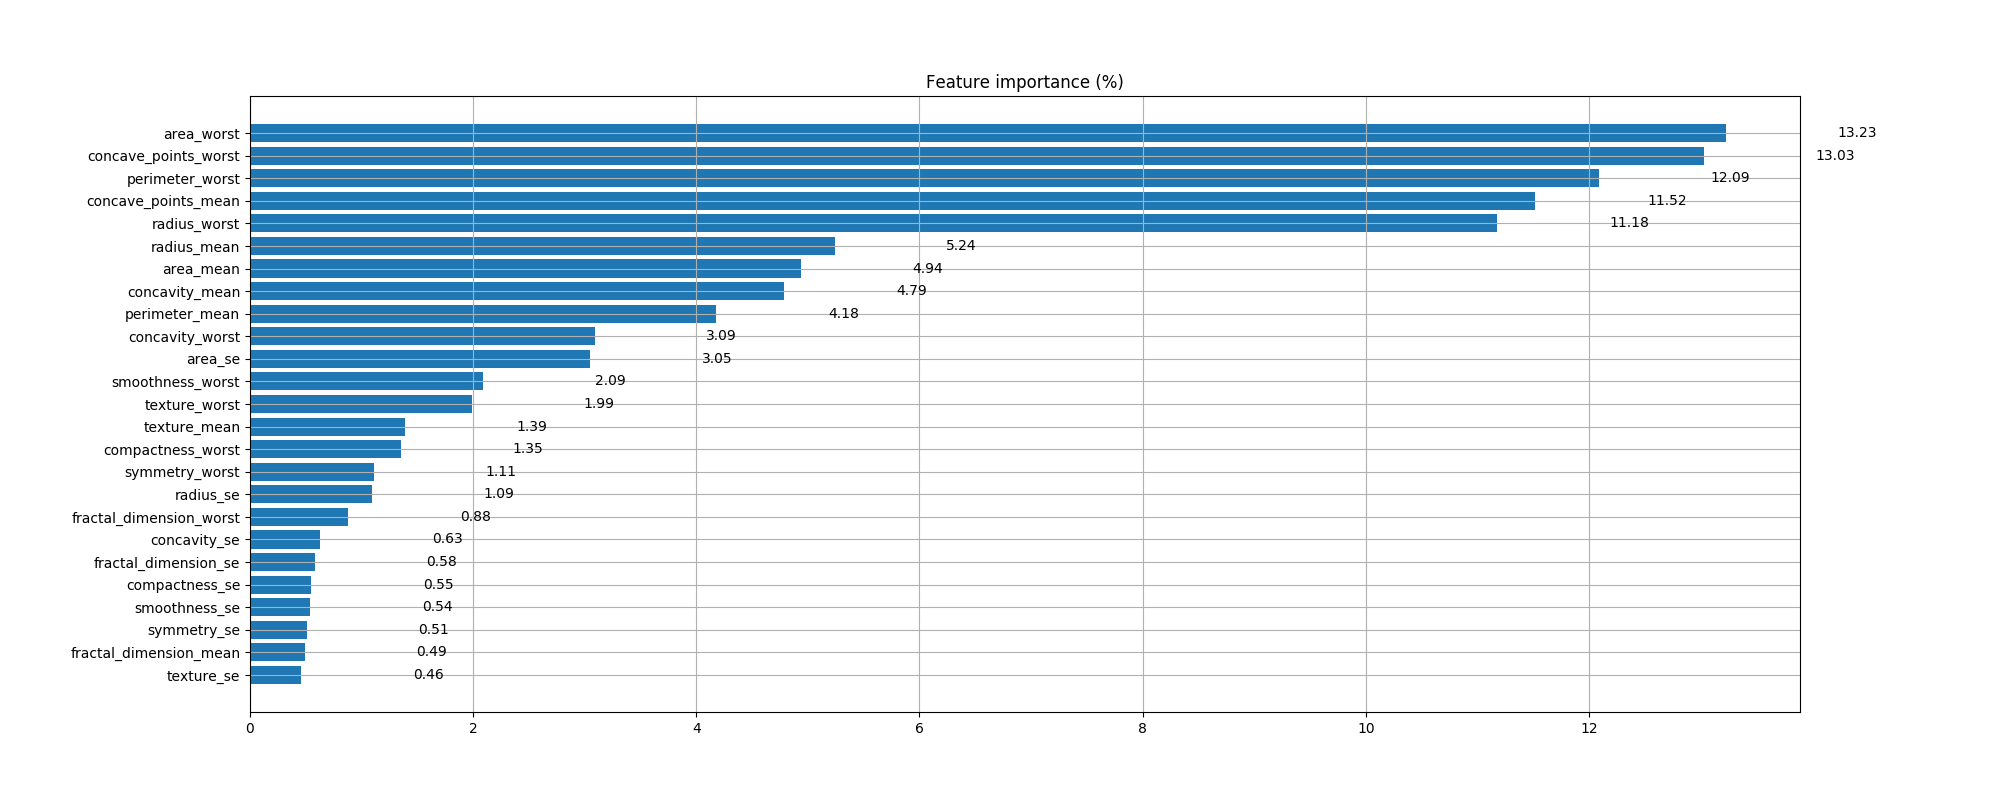 Feature importance (%)
area_worst 13.23
concave_points_worst 13.03
perimeter_worst 12.09
concave_points_mean 11.52
radius_worst 11.18
radius_mean 5.24
area_mean 4.94
concavity_mean 4.79
perimeter_mean 4.18
concavity_worst 3.09
area_se 3.05
smoothness_worst 2.09
texture_worst 1.99
texture_mean 1.39
compactness_worst 1.35
symmetry_worst 1.11
radius_se 1.09
fractal_dimension_worst 0.88
concavity_se 0.63
fractal_dimension_se 0.58
compactness_se 0.55
smoothness_se 0.54
symmetry_se 0.51
fractal_dimension_mean 0.49
texture_se 0.46
0 2 4 6 8 10 12